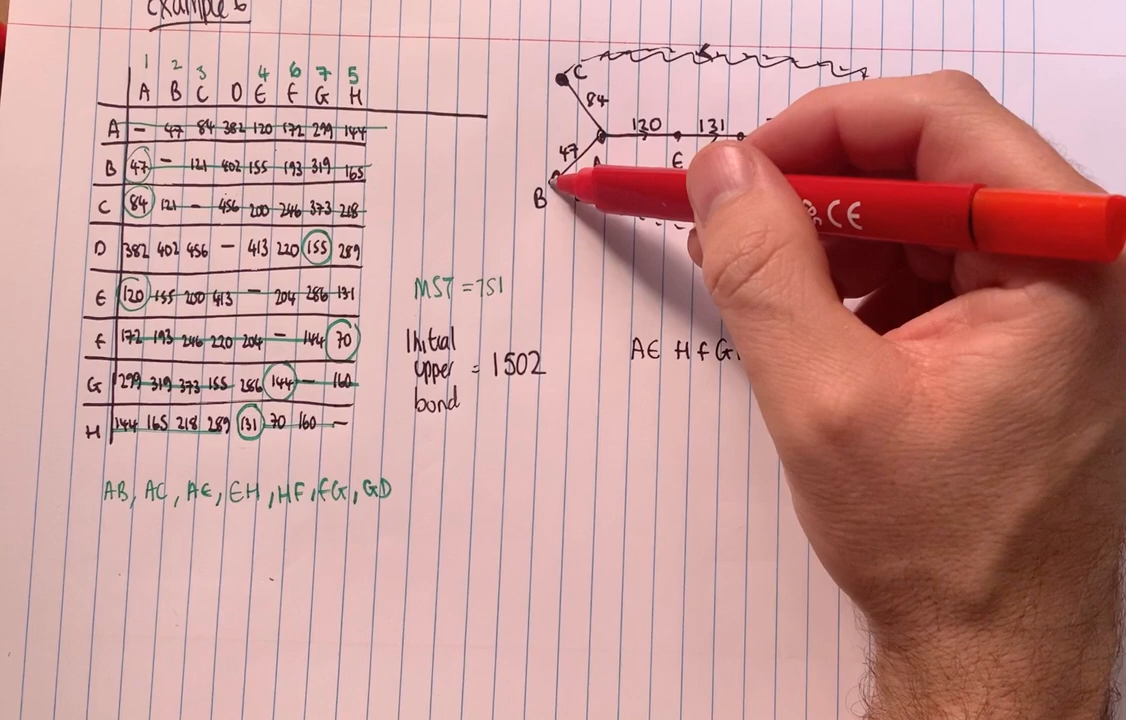 Example 6
1 2 3 4 6 7 5
A B C D E F G H
A - 47 84 382 120 172 299 144
B 47 - 121 402 155 193 319 165
C 84 121 - 456 200 246 373 218
D 382 402 456 - 413 220 155 289
E 120 155 200 413 - 204 286 131
F 172 193 246 220 204 - 144 70
G 299 319 373 155 286 144 - 160
H 144 165 218 289 131 70 160 -
AB, AC, AE, EH, HF, FG, GD
MST = 751
Initial
upper = 1502
bond
C
84
130 131
47
E
B
AE H F G
CE